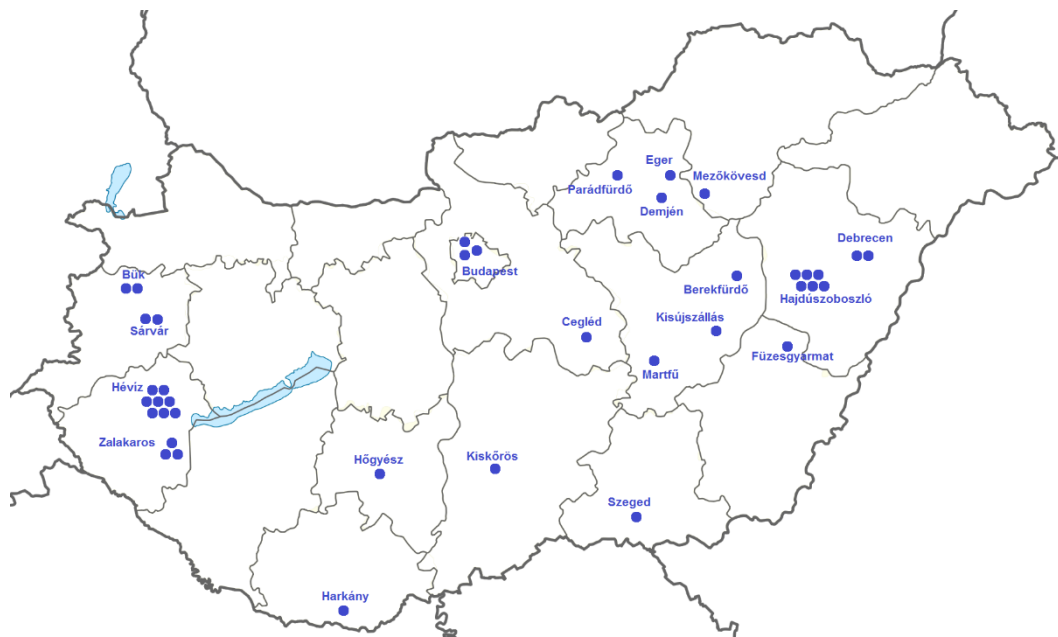 Eger
Parádfürdő
Mezőkövesd
Demjén
Debrecen
Budapest
Bük
Berekfürdő
Hajdúszoboszló
Kisújszállás
Cegléd
Sárvár
Füzesgyarmat
Martfű
Héviz
Zalakaros
Hőgyész
Kiskőrös
Szeged
Harkány